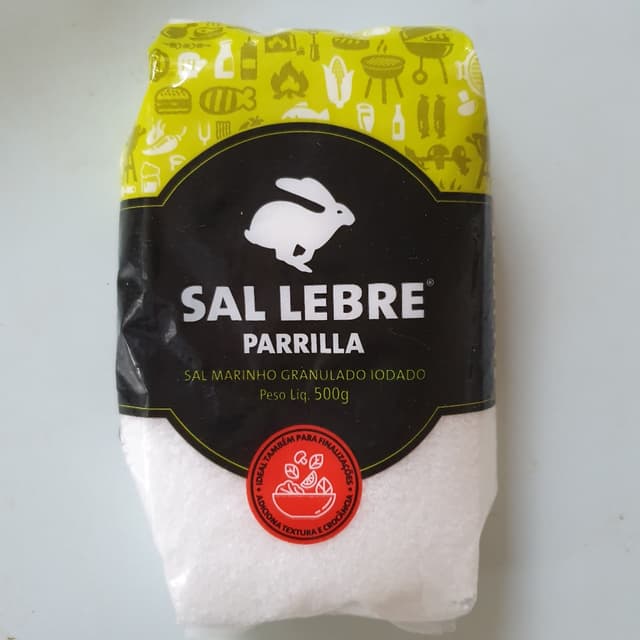 SAL LEBRE®
PARRILLA
SAL MARINHO GRANULADO IODADO
Peso Líq. 500g
IDEAL TAMBÉM PARA FINALIZAÇÕES
ADICIONA TEXTURA E CROCÂNCIA